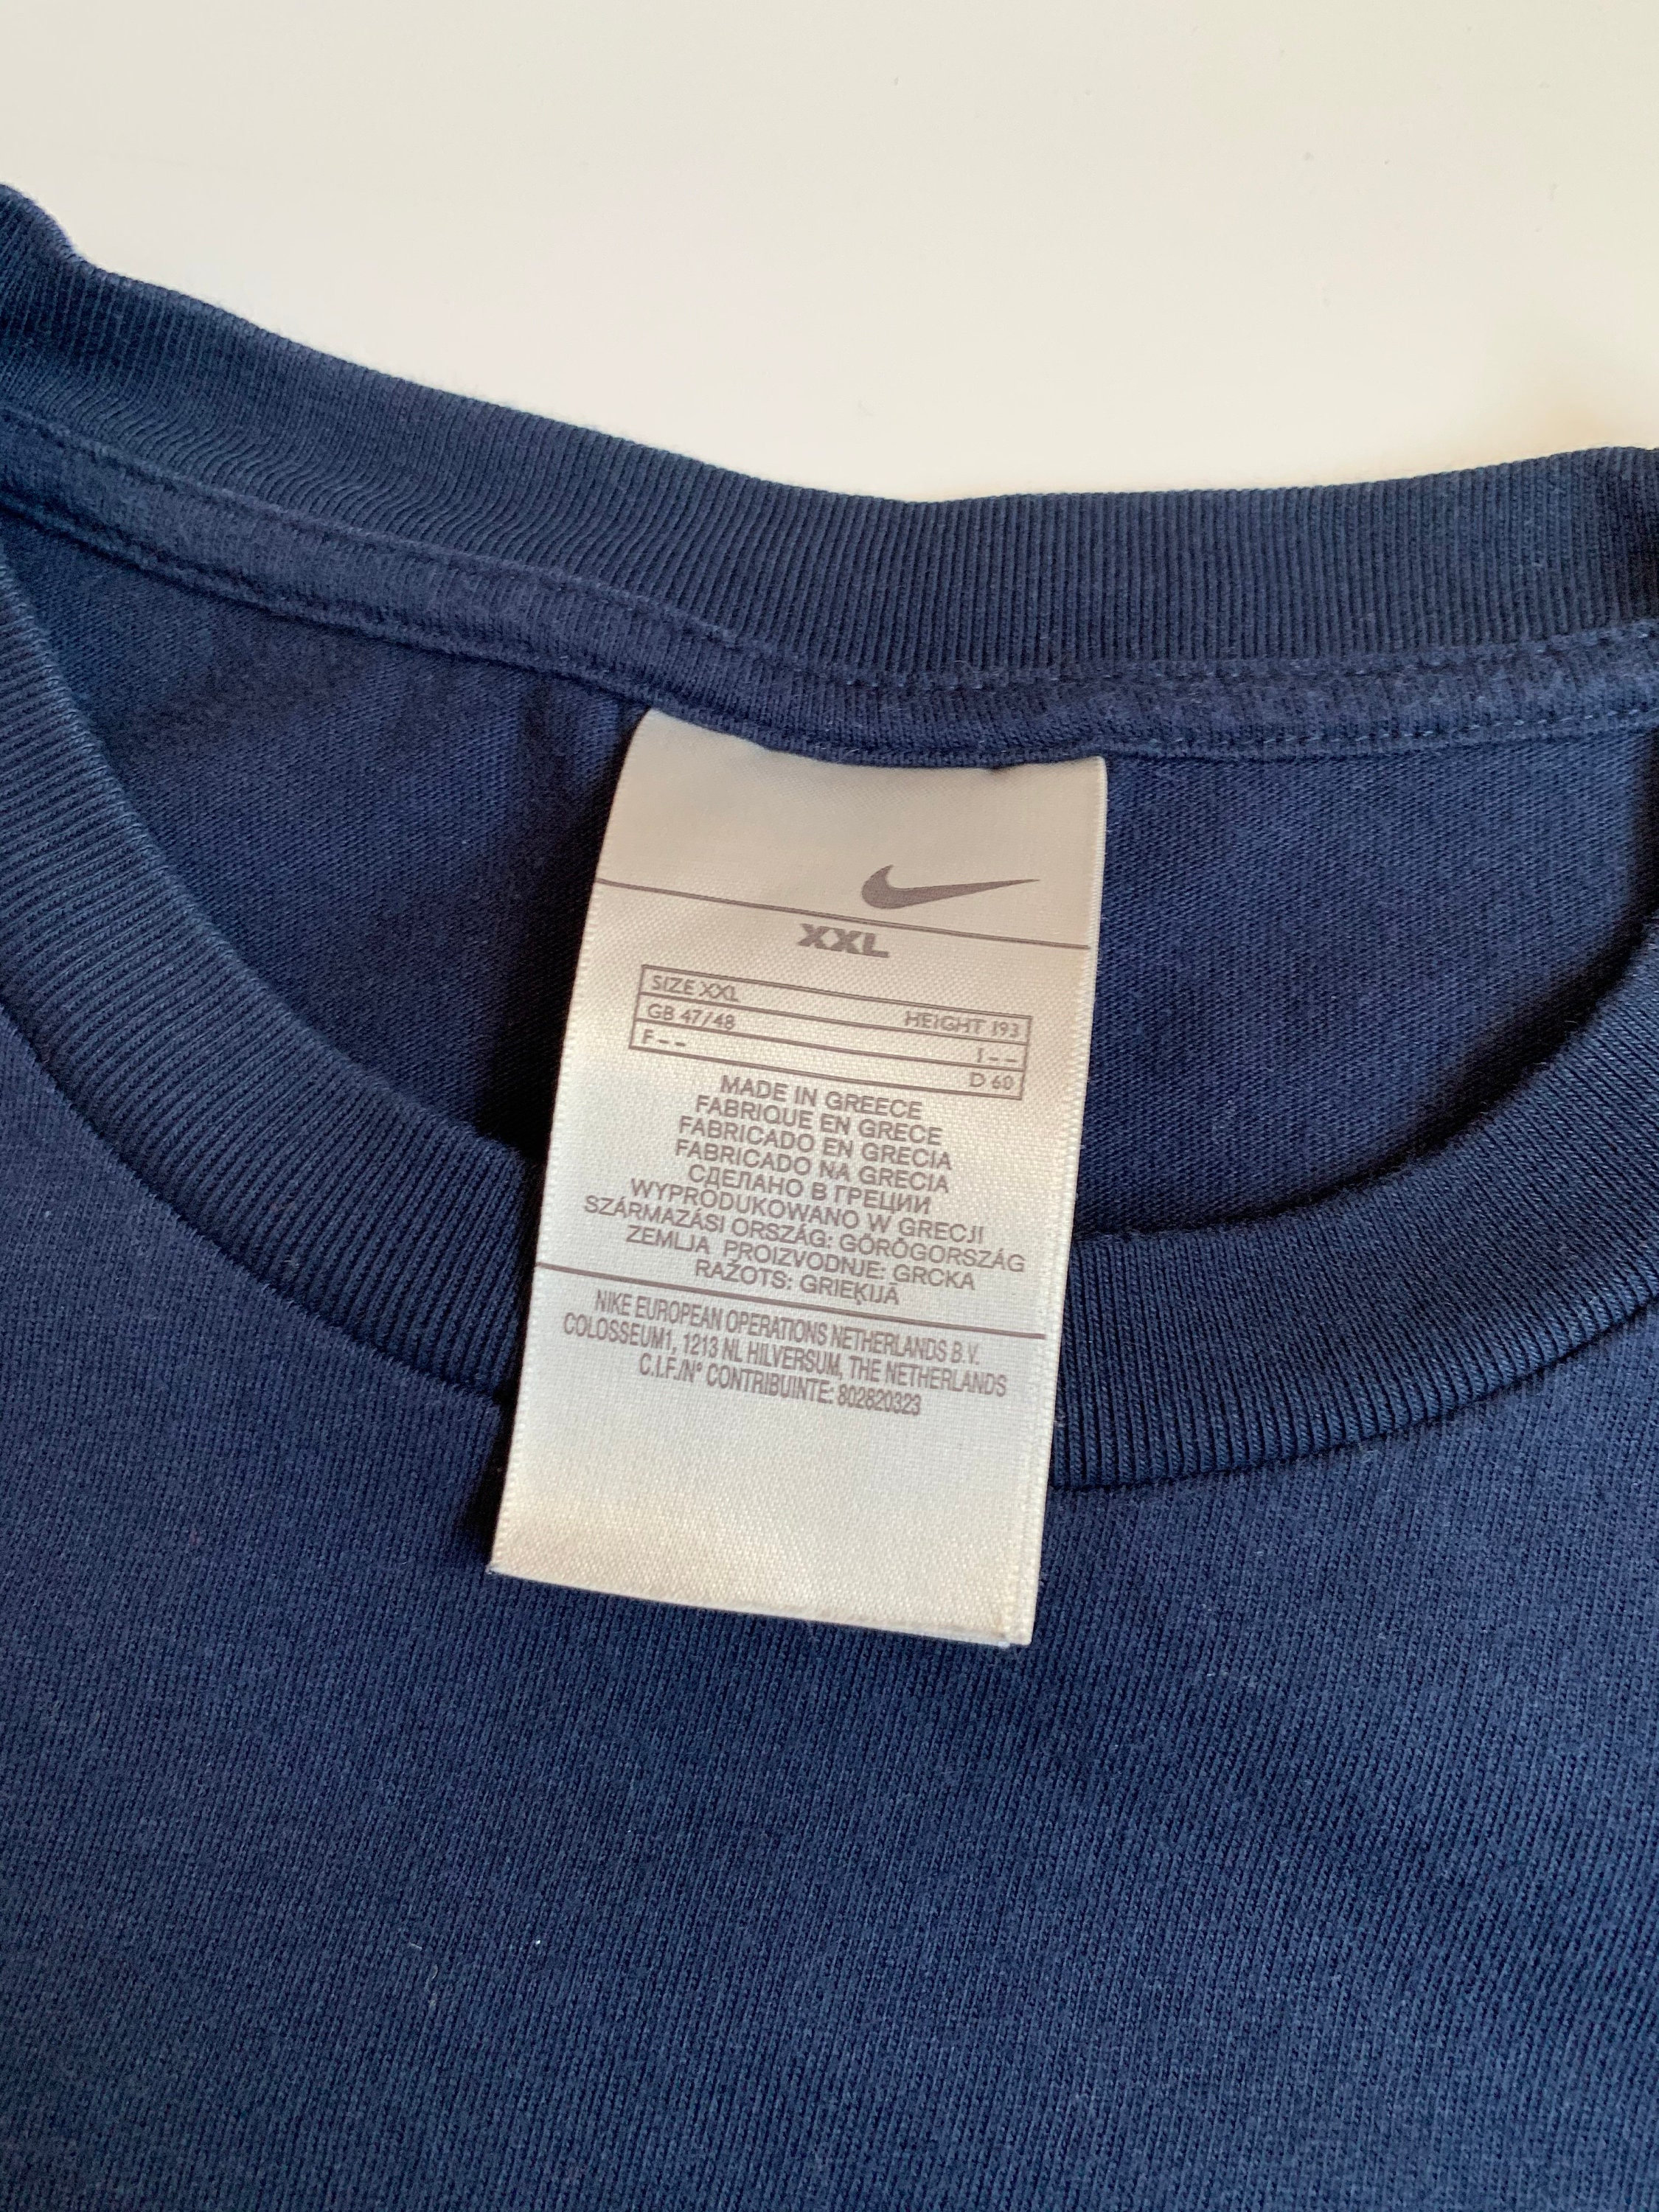 XXL
SIZE XXL HEIGHT 193
GB 47/48 I--
F-- D 60
MADE IN GREECE
FABRIQUE EN GRECE
FABRICADO EN GRECIA
FABRICADO NA GRECIA
СДЕЛАНО В ГРЕЦИИ
WYPRODUKOWANO W GRECJI
SZÁRMAZÁSI ORSZÁG: GÖRÖGORSZÁG
ZEMLJA PROIZVODNJE: GRCKA
RAŽOTS: GRIEĶIJA
NIKE EUROPEAN OPERATIONS NETHERLANDS B.V.
COLOSSEUM1, 1213 NL HILVERSUM, THE NETHERLANDS
C.I.F./N° CONTRIBUINTE: 802820323